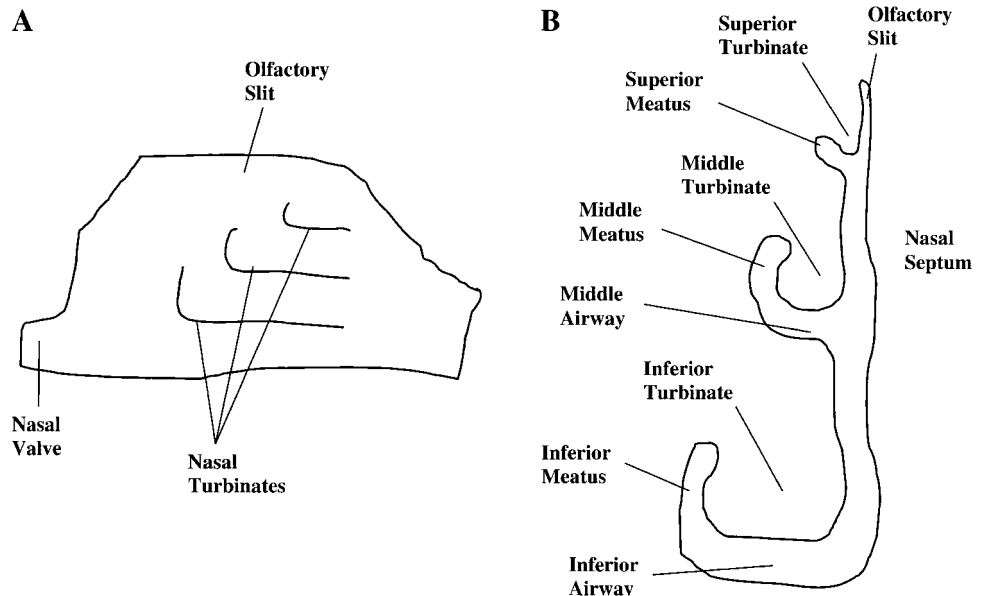 A
Olfactory
Slit
Nasal
Valve
Nasal
Turbinates
B
Superior
Turbinate
Olfactory
Slit
Superior
Meatus
Middle
Turbinate
Middle
Meatus
Nasal
Septum
Middle
Airway
Inferior
Turbinate
Inferior
Meatus
Inferior
Airway